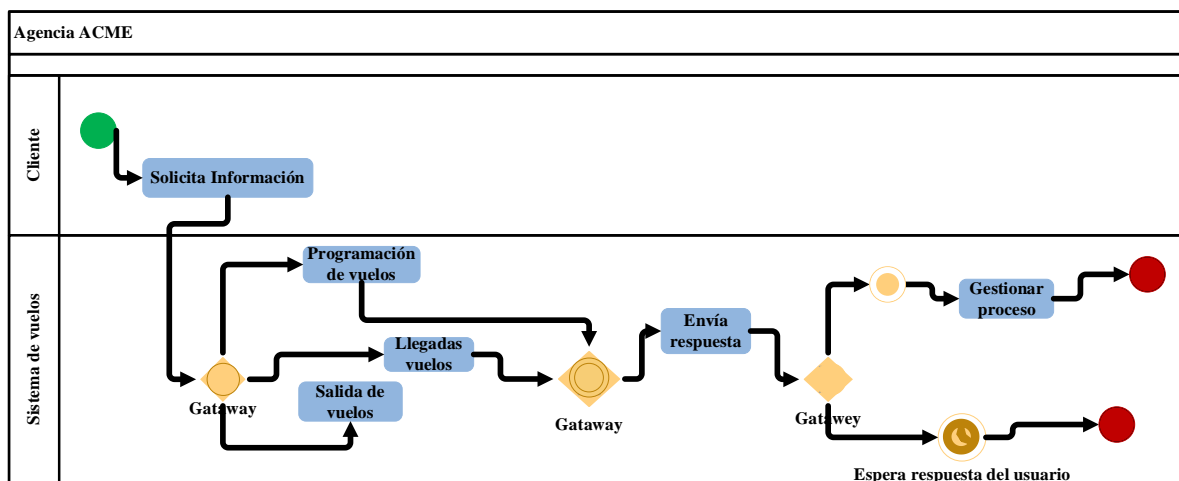 Agencia ACME
Cliente
Solicita Información
Sistema de vuelos
Programación
de vuelos
Llegadas
vuelos
Salida de
vuelos
Gataway
Gataway
Envía
respuesta
Gatawey
Gestionar
proceso
Espera respuesta del usuario